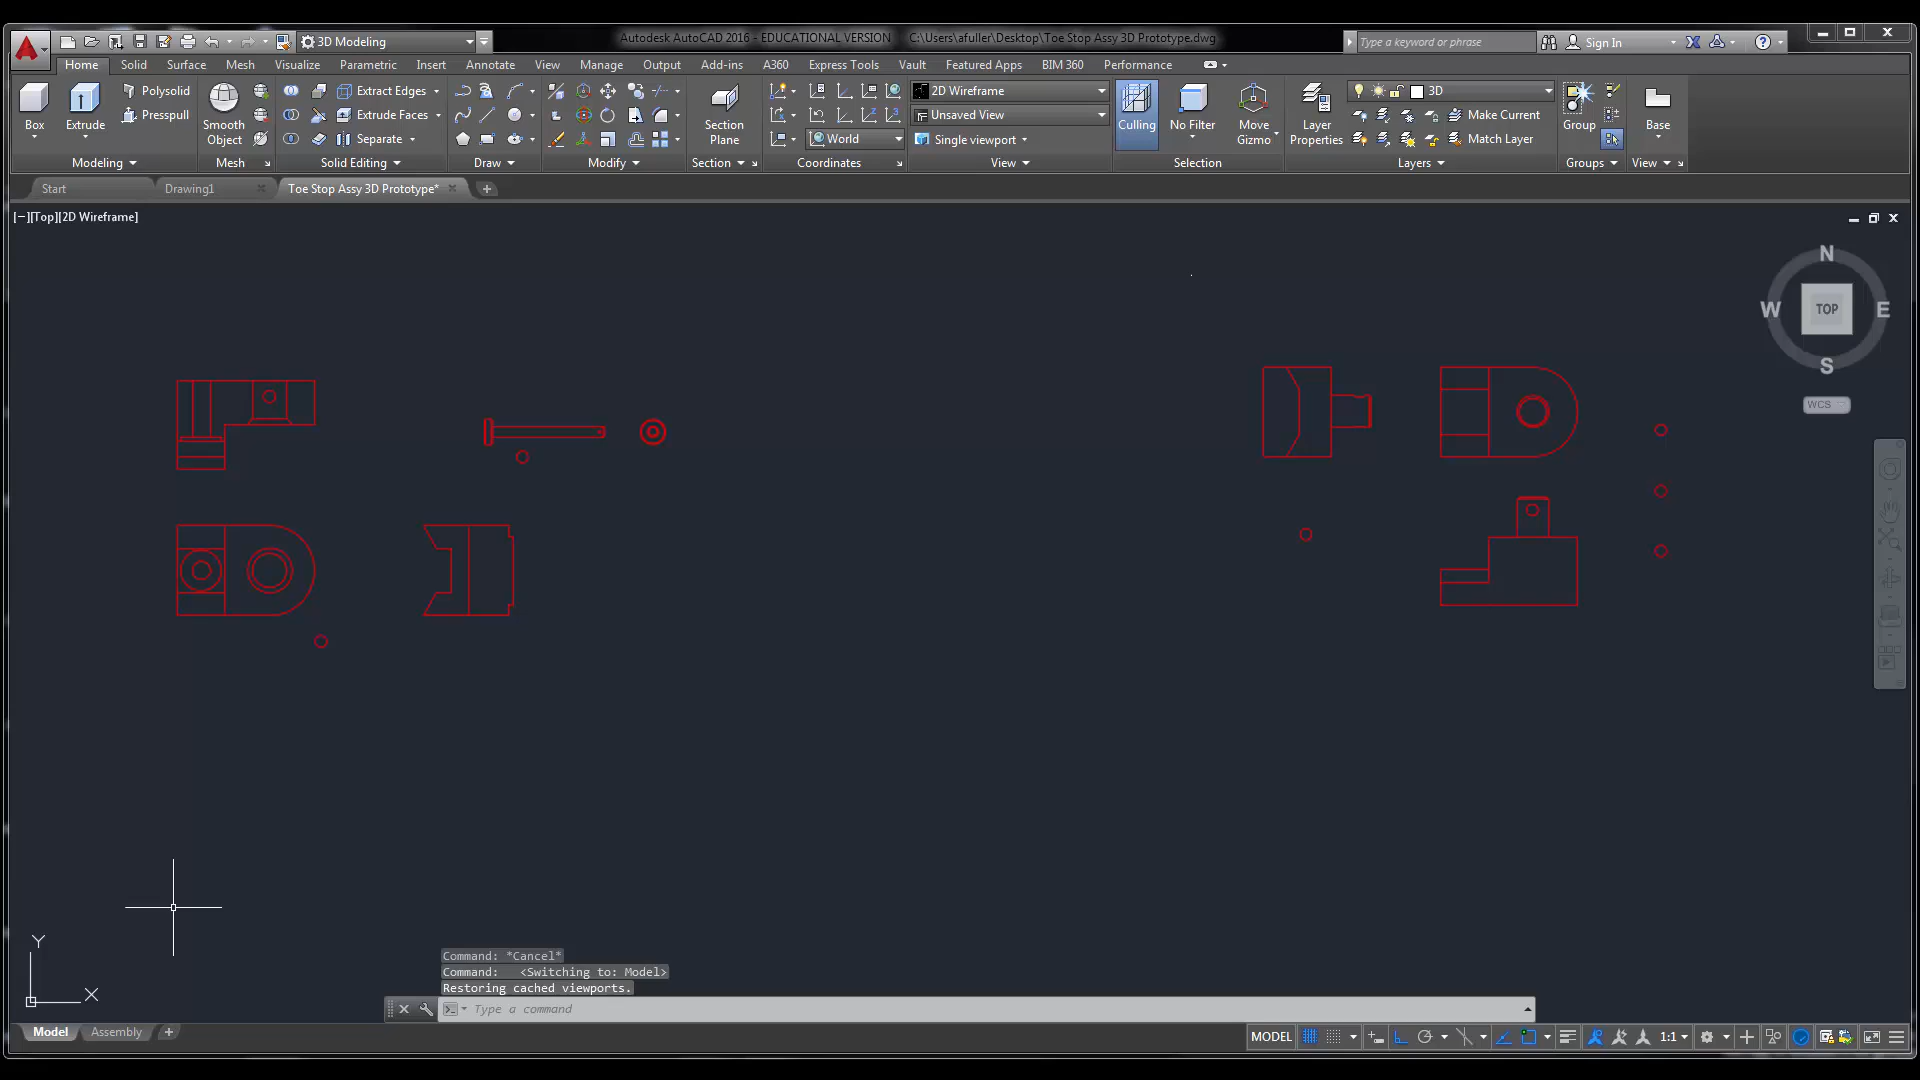 3D Modeling
Autodesk AutoCAD 2016 - EDUCATIONAL VERSION C:\Users\afuller\Desktop\Toe Stop Assy 3D Prototype.dwg
Type a keyword or phrase
Sign In
Home Solid Surface Mesh Visualize Parametric Insert Annotate View Manage Output Add-ins A360 Express Tools Vault Featured Apps BIM 360 Performance
Box
Extrude
Polysolid
Presspull
Modeling
Smooth
Object
Mesh
Extract Edges
Extrude Faces
Separate
Solid Editing
Draw
Modify
Section
Plane
Section
World
Coordinates
2D Wireframe
Unsaved View
Single viewport
View
Culling
No Filter
Move
Gizmo
Selection
Layer
Properties
3D
Make Current
Match Layer
Layers
Group
Groups
Base
View
Start
Drawing1
Toe Stop Assy 3D Prototype*
[−][Top][2D Wireframe]
N
W
TOP
E
S
WCS
Y
X
Command: *Cancel*
Command: <Switching to: Model>
Restoring cached viewports.
Type a command
Model
Assembly
MODEL
1:1